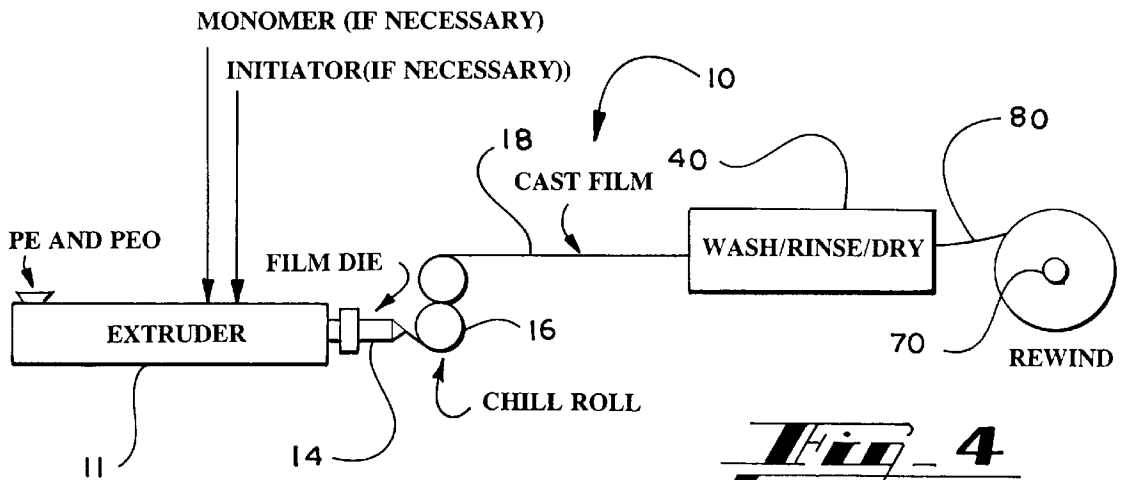 MONOMER (IF NECESSARY)
INITIATOR(IF NECESSARY))
10
80
18
40
CAST FILM
PE AND PEO
FILM DIE
WASH/RINSE/DRY
EXTRUDER
16
70
REWIND
CHILL ROLL
11
14
Fig_ 4